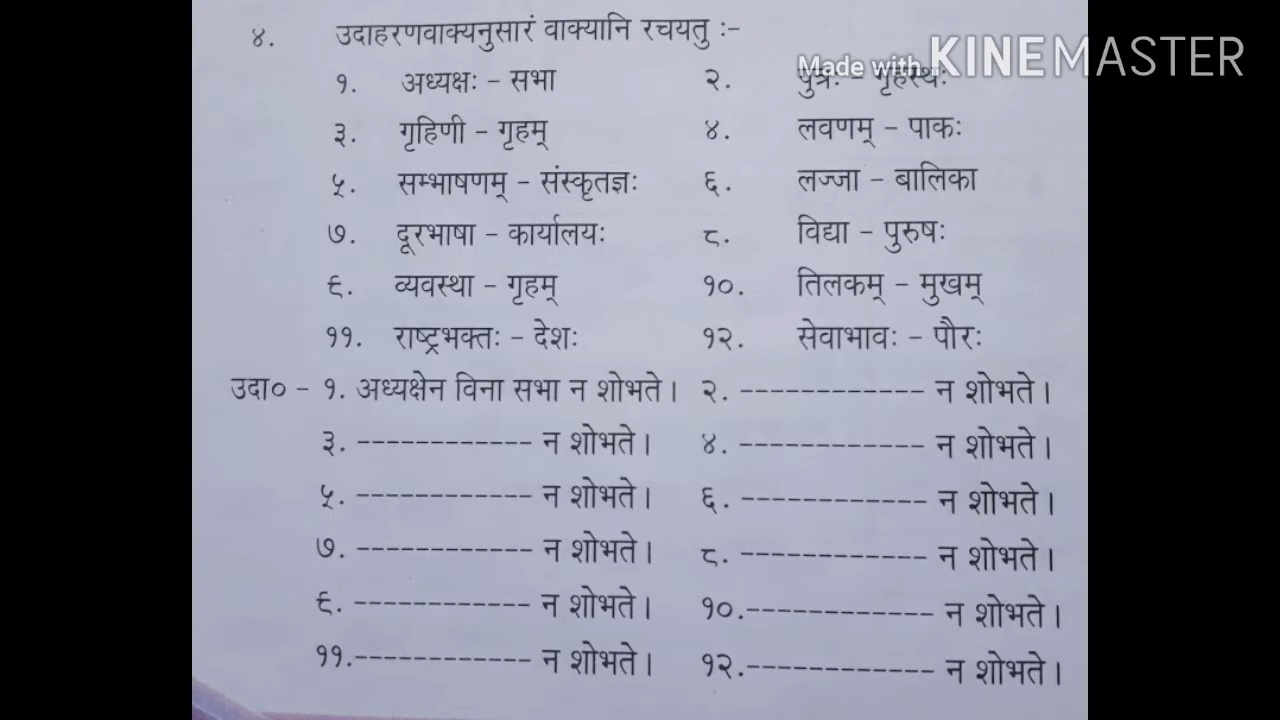 ४. उदाहरणवाक्यनुसारं वाक्यानि रचयतु :-
Made with KINEMASTER
१. अध्यक्षः - सभा २. पुत्रः - गृहस्थः
३. गृहिणी - गृहम् ४. लवणम् - पाकः
५. सम्भाषणम् - संस्कृतज्ञः ६. लज्जा - बालिका
७. दूरभाषा - कार्यालयः ८. विद्या - पुरुषः
९. व्यवस्था - गृहम् १०. तिलकम् - मुखम्
११. राष्ट्रभक्तः - देशः १२. सेवाभावः - पौरः
उदा० - १. अध्यक्षेन विना सभा न शोभते। २. ------------ न शोभते।
३. ------------ न शोभते। ४. ------------ न शोभते।
५. ------------ न शोभते। ६. ------------ न शोभते।
७. ------------ न शोभते। ८. ------------ न शोभते।
९. ------------ न शोभते। १०.------------ न शोभते।
११.------------ न शोभते। १२.------------ न शोभते।